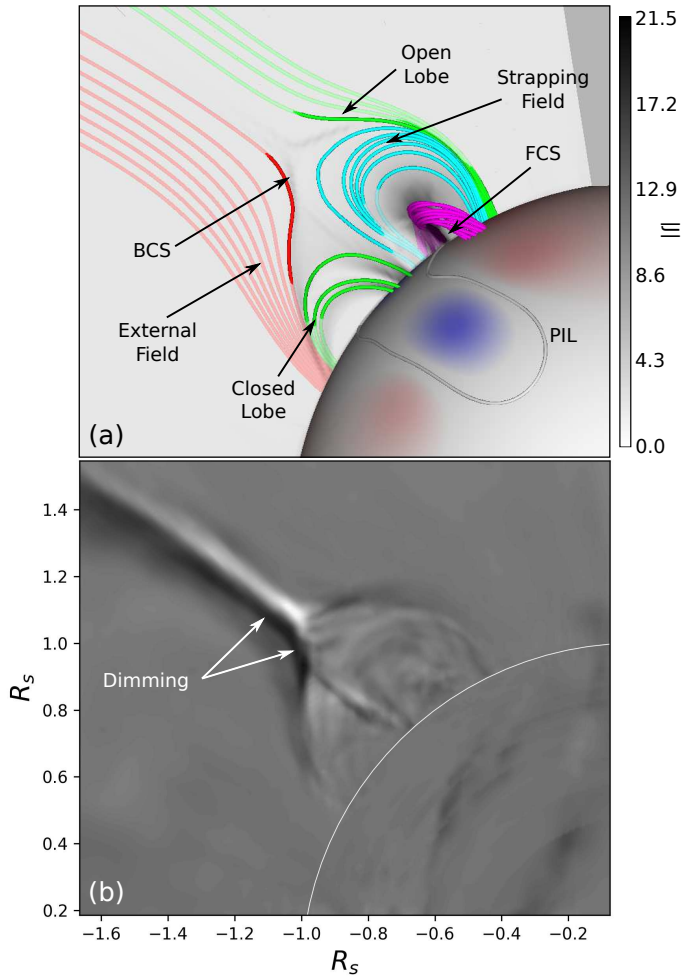 Open
Lobe
Strapping
Field
FCS
BCS
External
Field
Closed
Lobe
PIL
(a)
21.5
17.2
12.9
8.6
4.3
0.0
|J|
1.4
1.2
1.0
0.8
0.6
0.4
0.2
Rs
Dimming
(b)
−1.6 −1.4 −1.2 −1.0 −0.8 −0.6 −0.4 −0.2
Rs